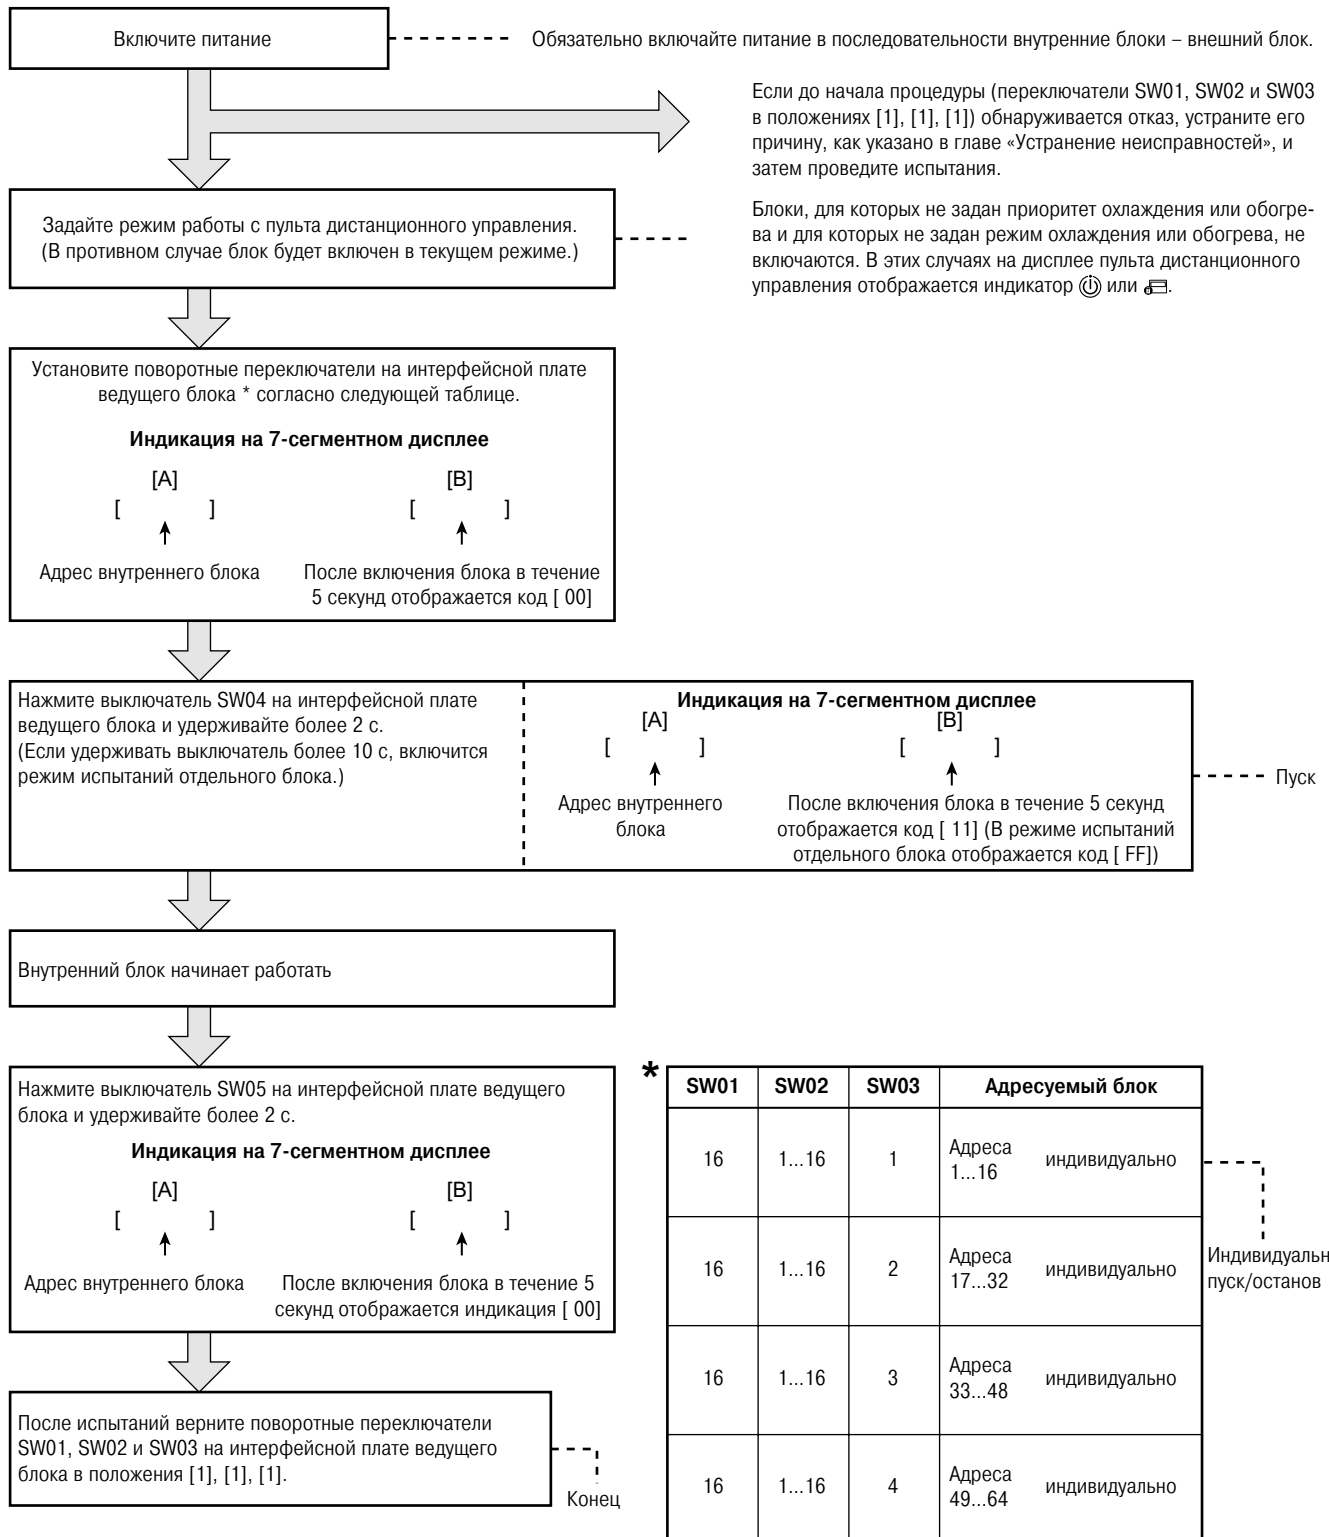 Включите питание
Обязательно включайте питание в последовательности внутренние блоки – внешний блок.
Если до начала процедуры (переключатели SW01, SW02 и SW03
в положениях [1], [1], [1]) обнаруживается отказ, устраните его
причину, как указано в главе «Устранение неисправностей», и
затем проведите испытания.
Задайте режим работы с пульта дистанционного управления.
(В противном случае блок будет включен в текущем режиме.)
Блоки, для которых не задан приоритет охлаждения или обогре-
ва и для которых не задан режим охлаждения или обогрева, не
включаются. В этих случаях на дисплее пульта дистанционного
управления отображается индикатор или .
Установите поворотные переключатели на интерфейсной плате
ведущего блока * согласно следующей таблице.
Индикация на 7-сегментном дисплее
[A] [B]
[ ] [ ]
Адрес внутреннего блока
После включения блока в течение
5 секунд отображается код [ 00]
Нажмите выключатель SW04 на интерфейсной плате
ведущего блока и удерживайте более 2 с.
(Если удерживать выключатель более 10 с, включится
режим испытаний отдельного блока.)
Индикация на 7-сегментном дисплее
[A] [B]
[ ] [ ]
Адрес внутреннего
блока
После включения блока в течение 5 секунд
отображается код [ 11] (В режиме испытаний
отдельного блока отображается код [ FF])
Пуск
Внутренний блок начинает работать
Нажмите выключатель SW05 на интерфейсной плате ведущего
блока и удерживайте более 2 с.
Индикация на 7-сегментном дисплее
[A] [B]
[ ] [ ]
Адрес внутреннего блока
После включения блока в течение 5
секунд отображается индикация [ 00]
После испытаний верните поворотные переключатели
SW01, SW02 и SW03 на интерфейсной плате ведущего
блока в положения [1], [1], [1].
Конец
*
SW01 SW02 SW03 Адресуемый блок
16 1...16 1 Адреса 1...16 индивидуально
16 1...16 2 Адреса 17...32 индивидуально
16 1...16 3 Адреса 33...48 индивидуально
16 1...16 4 Адреса 49...64 индивидуально
Индивидуальн
пуск/останов